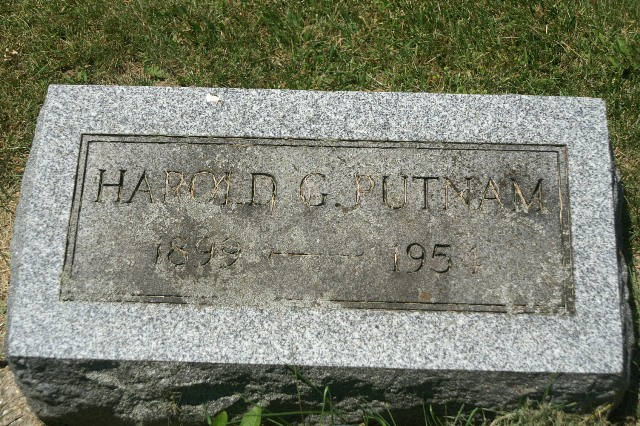 HAROLD G. PUTNAM
1899 — 1954